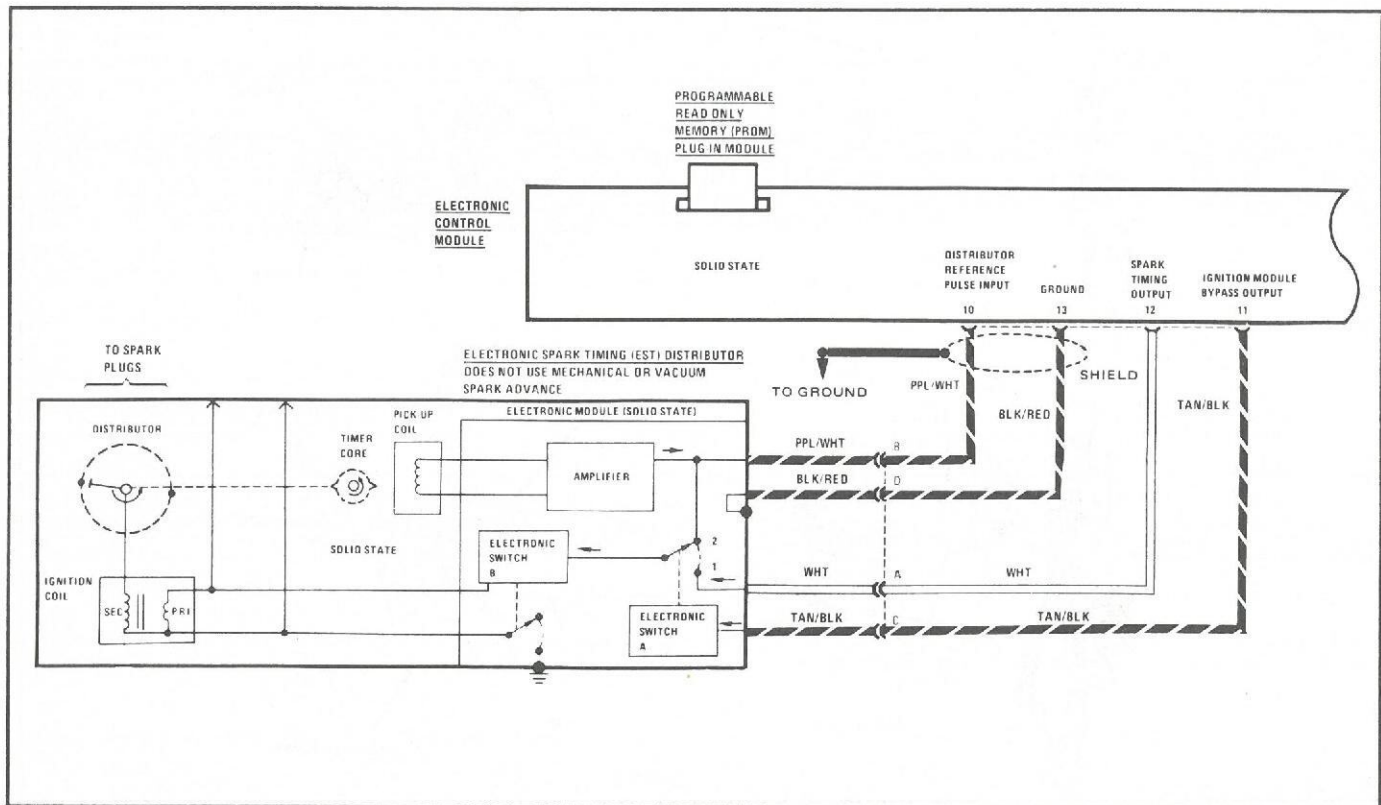 PROGRAMMABLE
READ ONLY
MEMORY (PROM)
PLUG IN MODULE
ELECTRONIC
CONTROL
MODULE
SOLID STATE
DISTRIBUTOR
REFERENCE
PULSE INPUT
10
GROUND
13
SPARK
TIMING
OUTPUT
12
IGNITION MODULE
BYPASS OUTPUT
11
TO SPARK
PLUGS
ELECTRONIC SPARK TIMING (EST) DISTRIBUTOR
DOES NOT USE MECHANICAL OR VACUUM
SPARK ADVANCE
TO GROUND
SHIELD
PPL/WHT
BLK/RED
TAN/BLK
ELECTRONIC MODULE (SOLID STATE)
DISTRIBUTOR
TIMER
CORE
PICK UP
COIL
AMPLIFIER
PPL/WHT
B
BLK/RED
D
SOLID STATE
ELECTRONIC
SWITCH
B
2
1
WHT
A
WHT
IGNITION
COIL
SEC
PRI
ELECTRONIC
SWITCH
A
TAN/BLK
C
TAN/BLK